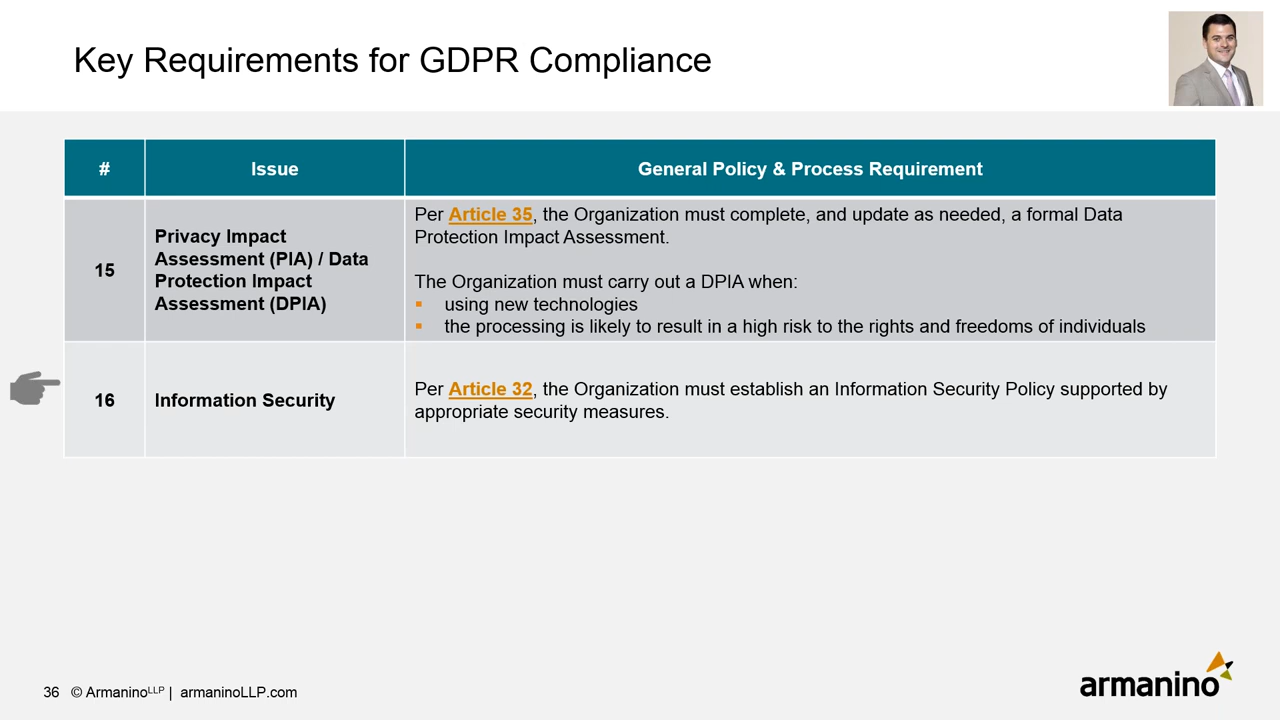 Key Requirements for GDPR Compliance
# Issue General Policy & Process Requirement
15
Privacy Impact
Assessment (PIA) / Data
Protection Impact
Assessment (DPIA)
Per Article 35, the Organization must complete, and update as needed, a formal Data
Protection Impact Assessment.
The Organization must carry out a DPIA when:
▪ using new technologies
▪ the processing is likely to result in a high risk to the rights and freedoms of individuals
16
Information Security
Per Article 32, the Organization must establish an Information Security Policy supported by
appropriate security measures.
36 © ArmaninoLLP | armaninoLLP.com
armanino